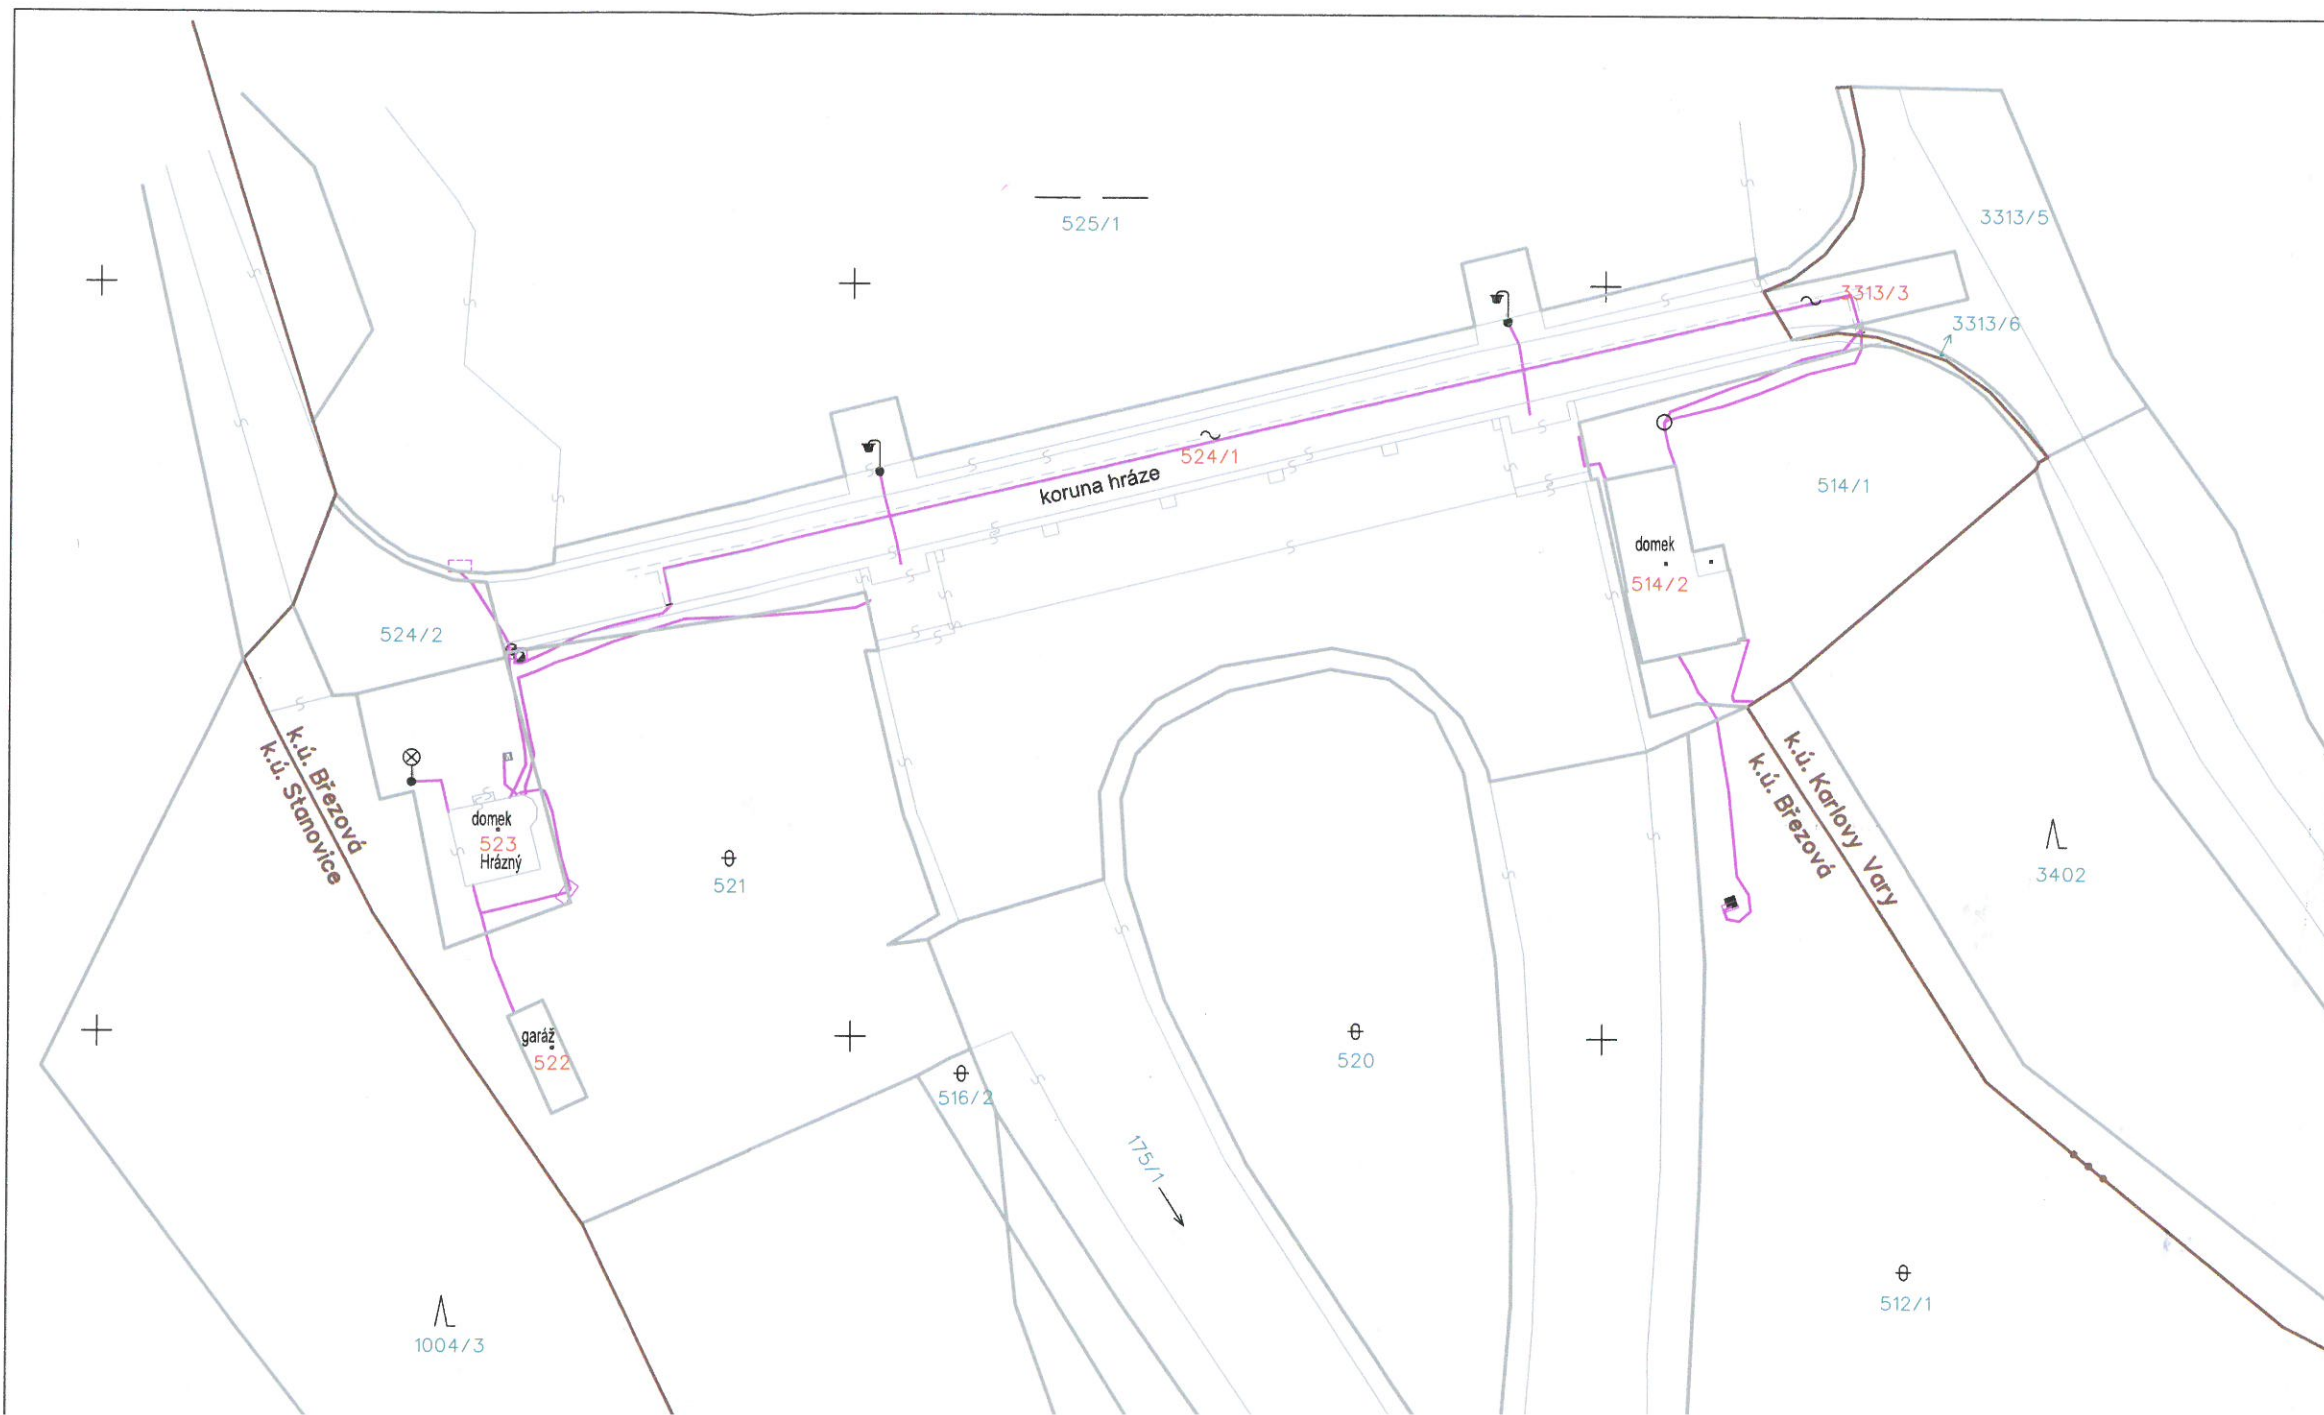 525/1
3313/5
3313/3
3313/6
524/1
koruna hráze
514/1
domek
514/2
524/2
k.ú. Březová
k.ú. Stanovice
k.ú. Karlovy Vary
k.ú. Březová
domek
523
Hrázný
521
3402
garáž
522
520
516/2
175/1
512/1
1004/3